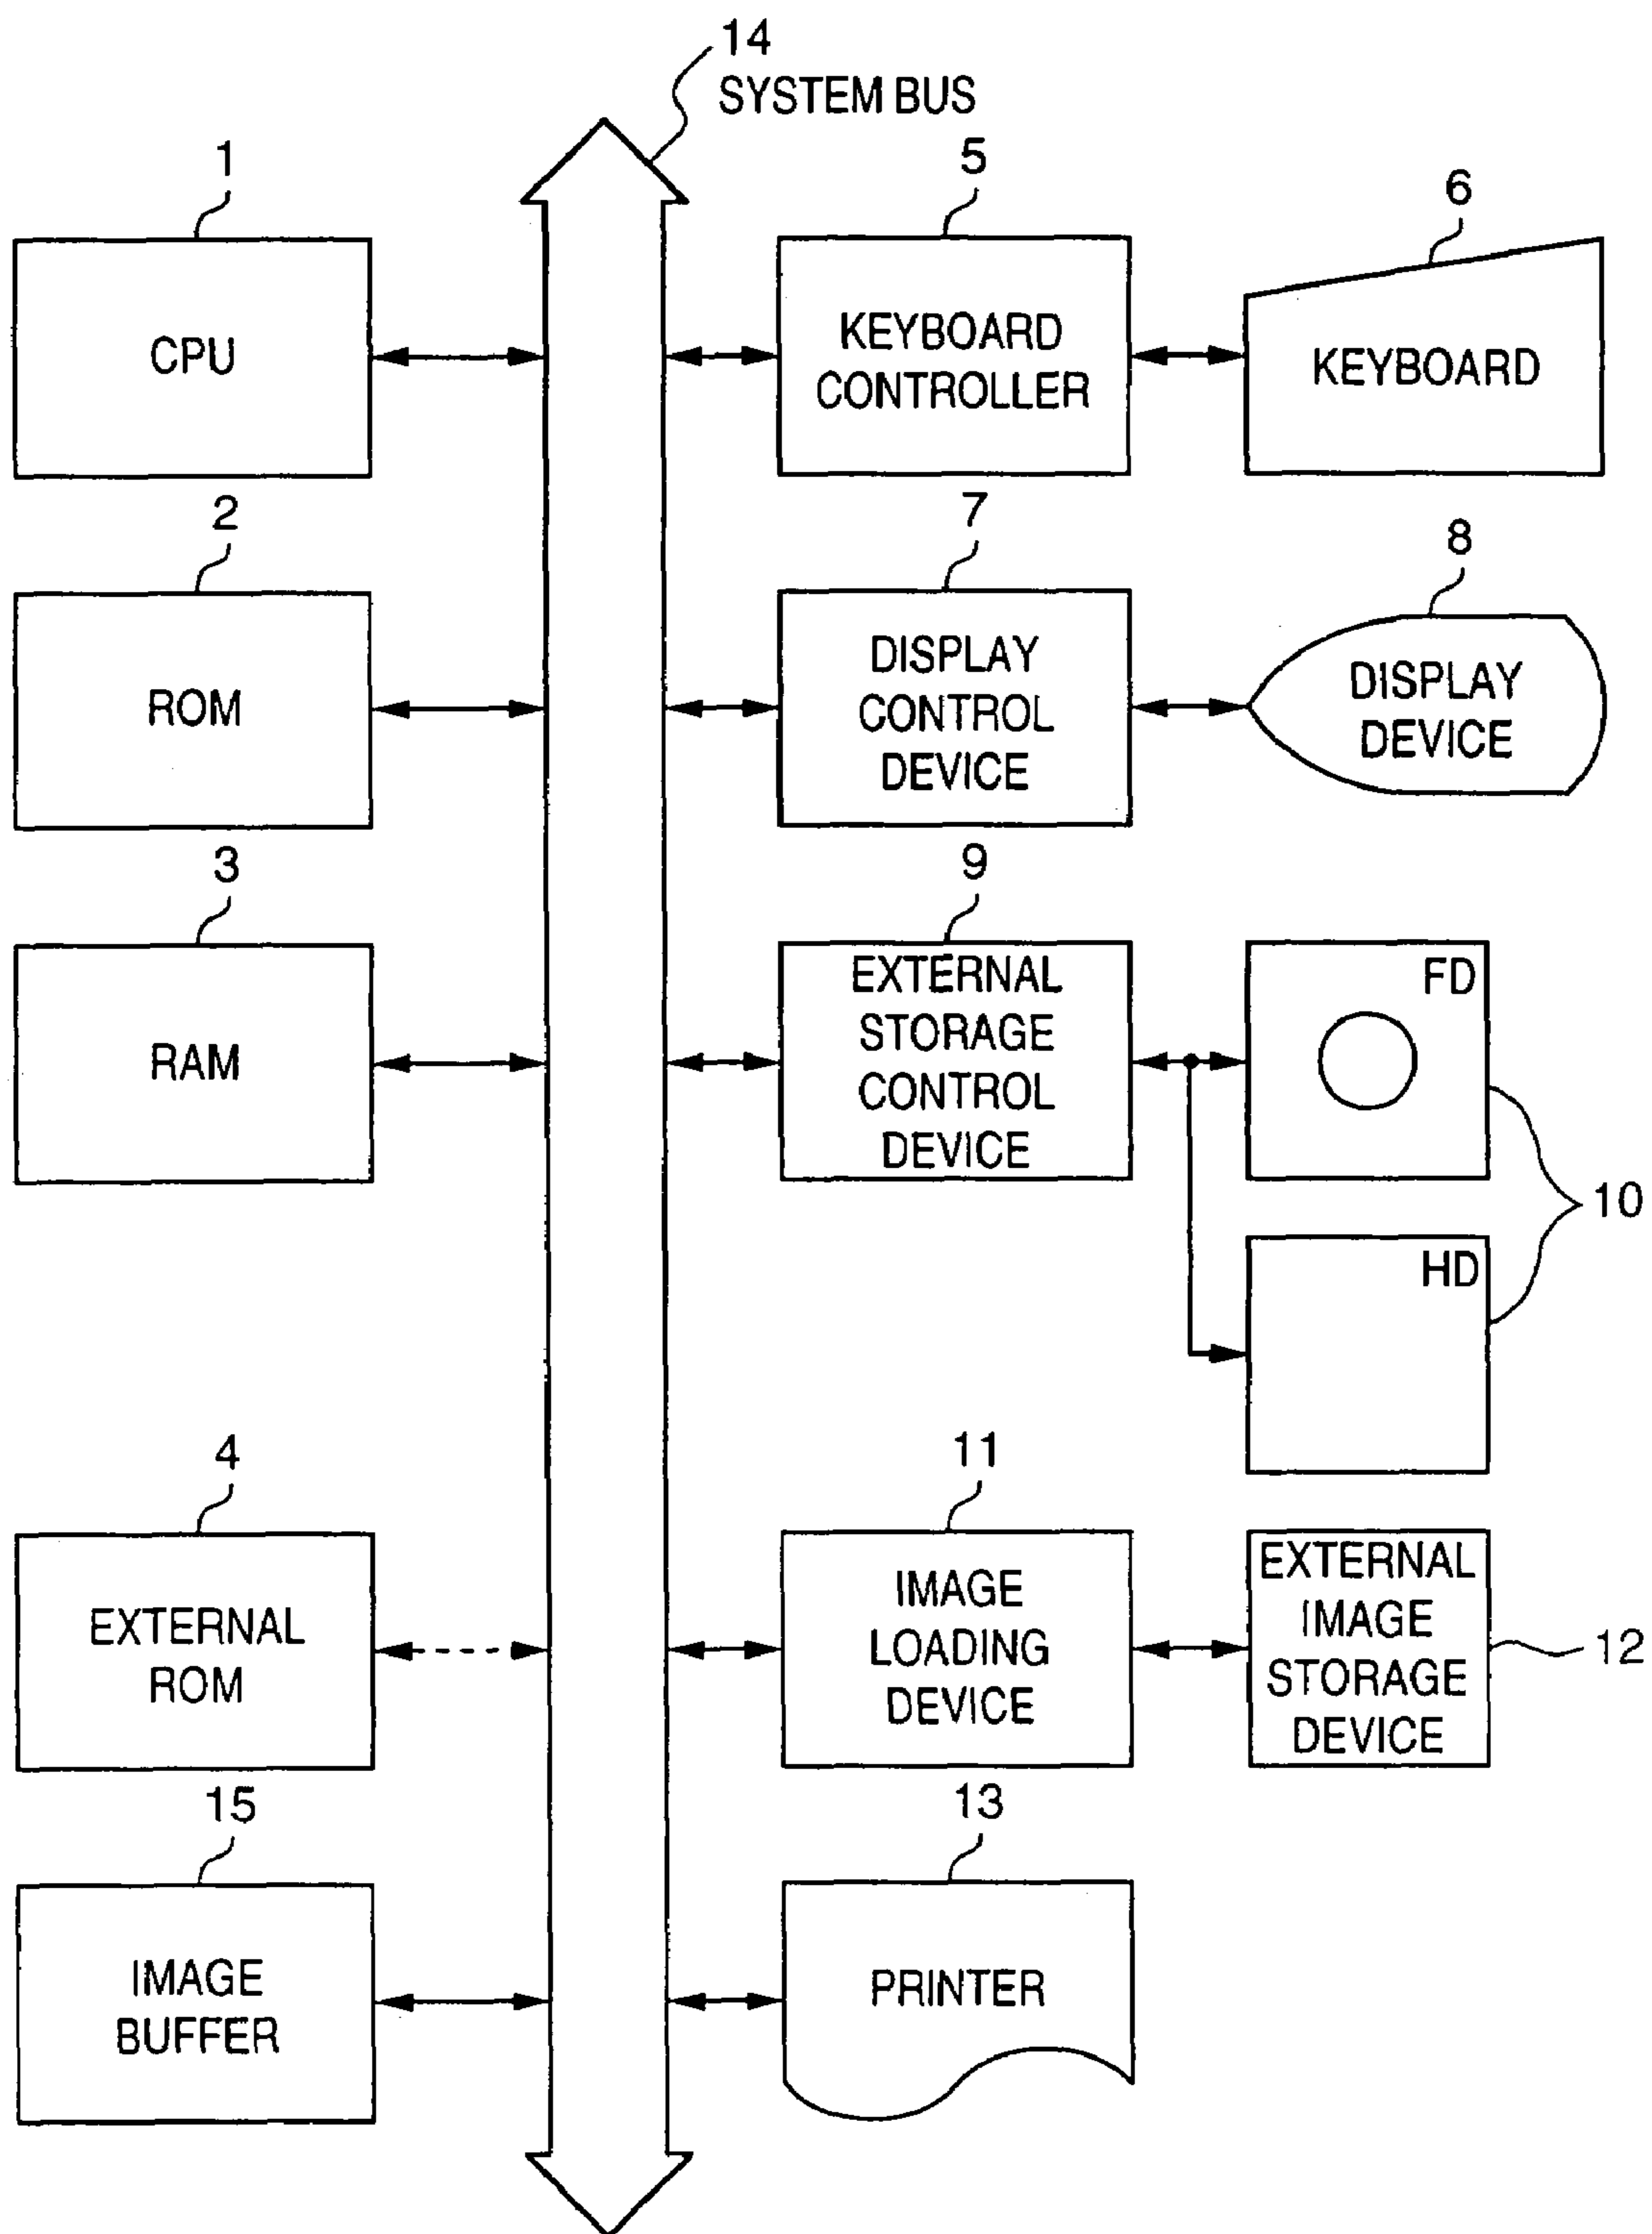 14
SYSTEM BUS
1
CPU
5
KEYBOARD
CONTROLLER
6
KEYBOARD
2
ROM
7
DISPLAY
CONTROL
DEVICE
8
DISPLAY
DEVICE
3
RAM
9
EXTERNAL
STORAGE
CONTROL
DEVICE
FD
HD
10
4
EXTERNAL
ROM
11
IMAGE
LOADING
DEVICE
EXTERNAL
IMAGE
STORAGE
DEVICE
12
15
IMAGE
BUFFER
13
PRINTER